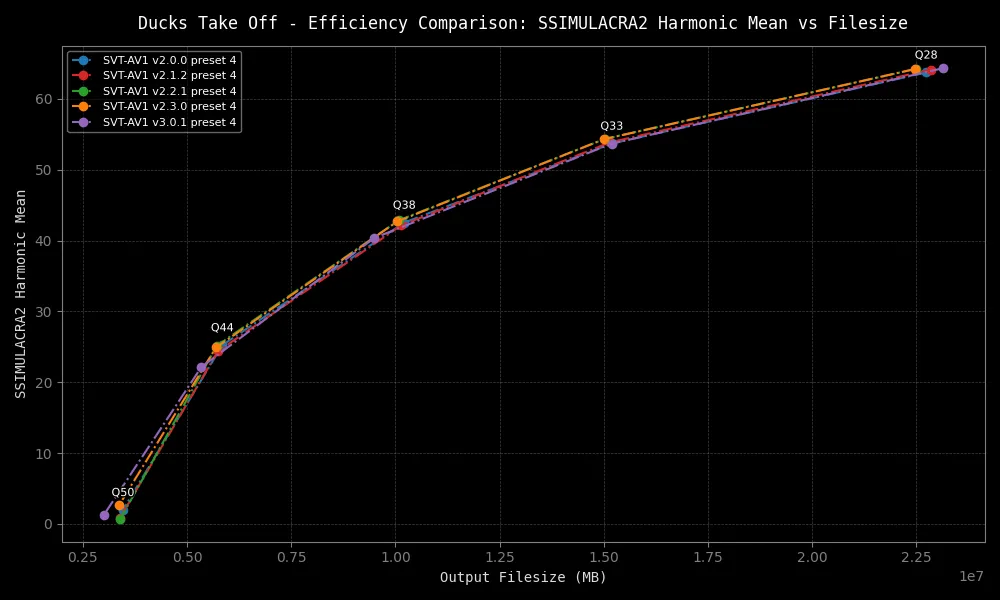 Ducks Take Off - Efficiency Comparison: SSIMULACRA2 Harmonic Mean vs Filesize
SVT-AV1 v2.0.0 preset 4
SVT-AV1 v2.1.2 preset 4
SVT-AV1 v2.2.1 preset 4
SVT-AV1 v2.3.0 preset 4
SVT-AV1 v3.0.1 preset 4
Q28
Q33
Q38
Q44
Q50
SSIMULACRA2 Harmonic Mean
60
50
40
30
20
10
0
0.25 0.50 0.75 1.00 1.25 1.50 1.75 2.00 2.25
1e7
Output Filesize (MB)